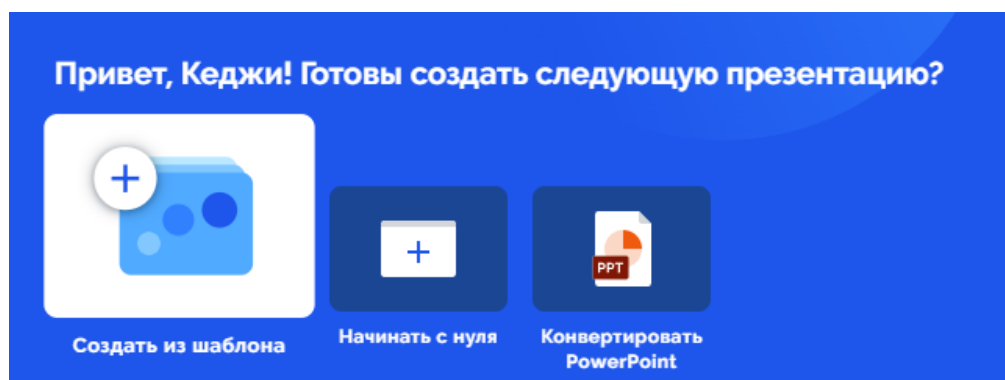 Привет, Кеджи! Готовы создать следующую презентацию?
PPT
Создать из шаблона
Начинать с нуля
Конвертировать
PowerPoint